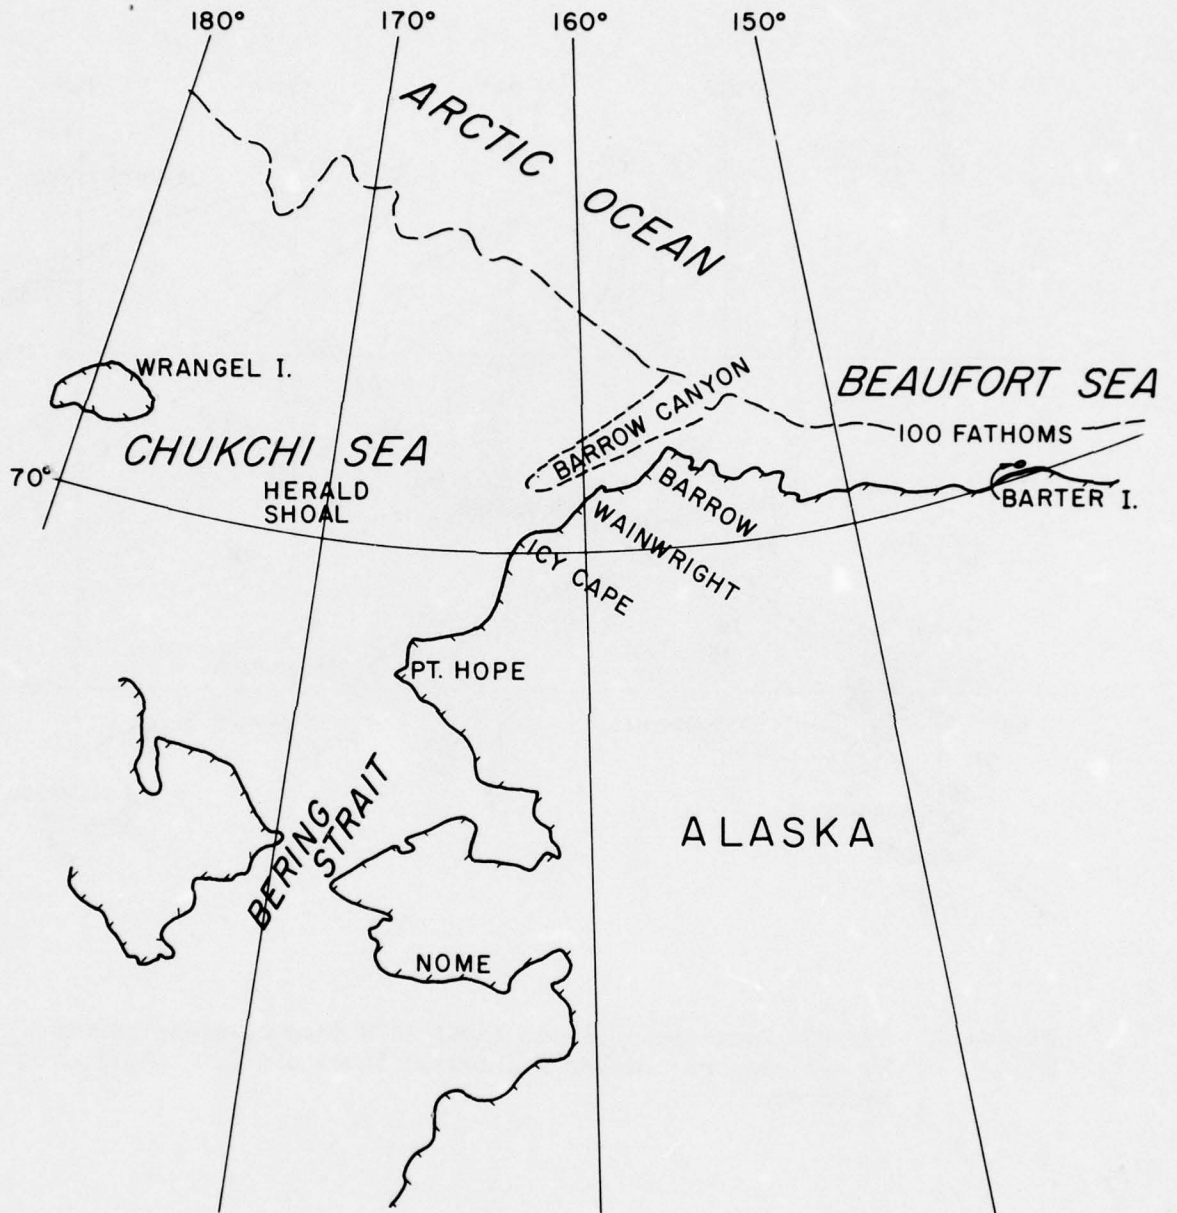 180° 170° 160° 150°
ARCTIC OCEAN
WRANGEL I.
BARROW CANYON
BEAUFORT SEA
100 FATHOMS
CHUKCHI SEA
70°
HERALD
SHOAL
BARTER I.
BARROW
WAINWRIGHT
ICY CAPE
PT. HOPE
BERING
STRAIT
ALASKA
NOME